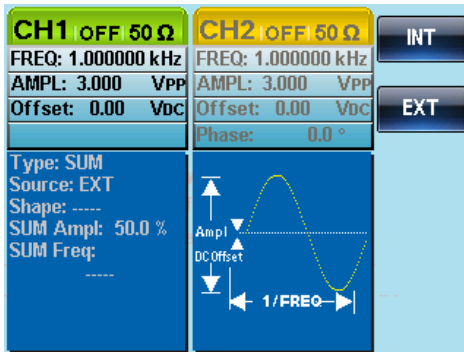 CH1 OFF 50 Ω
FREQ: 1.000000 kHz
AMPL: 3.000 VPP
Offset: 0.00 VDC
CH2 OFF 50 Ω
FREQ: 1.000000 kHz
AMPL: 3.000 VPP
Offset: 0.00 VDC
Phase: 0.0 °
INT
EXT
Type: SUM
Source: EXT
Shape: -----
SUM Ampl: 50.0 %
SUM Freq:
-----
Ampl
DC Offset
1/FREQ